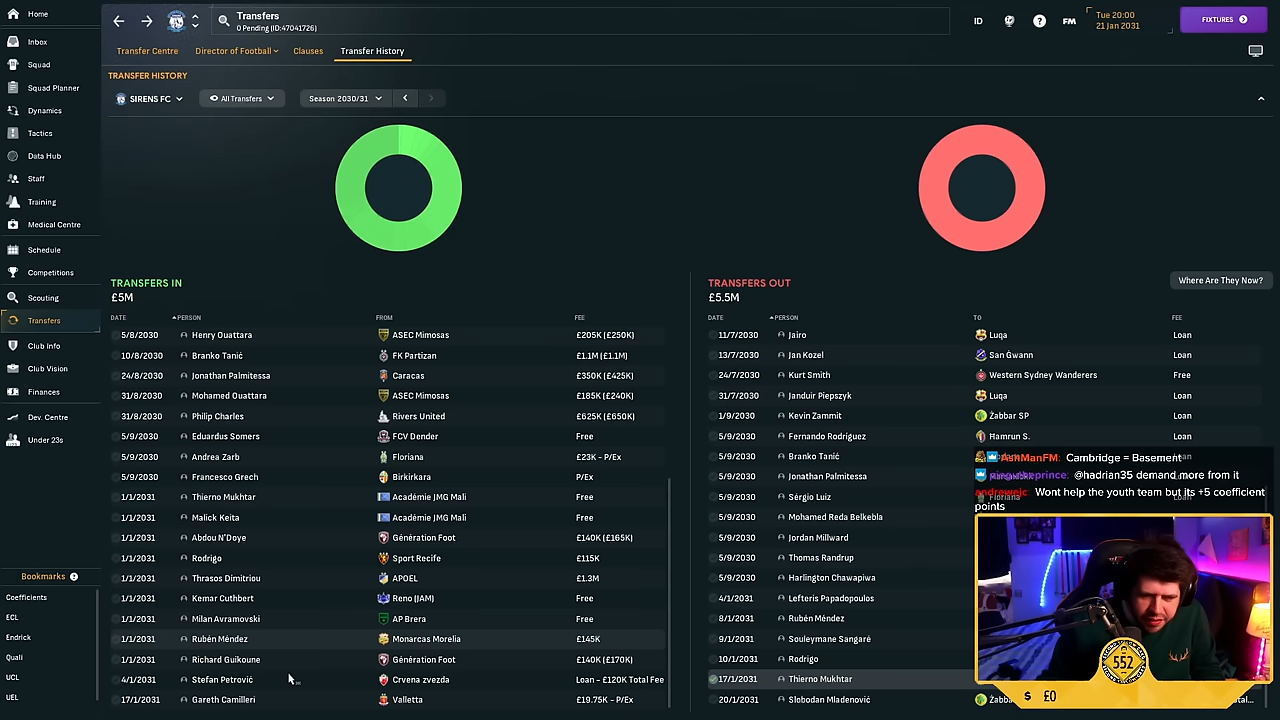 Home
Transfers
0 Pending (ID:47041726)
ID
FM
Tue 20:00
21 Jan 2031
FIXTURES
Inbox
Squad
Squad Planner
Dynamics
Tactics
Data Hub
Staff
Training
Medical Centre
Schedule
Competitions
Scouting
Transfers
Club Info
Club Vision
Finances
Dev. Centre
Under 23s
Bookmarks
Coefficients
ECL
Endrick
Quali
UCL
UEL
Transfer Centre
Director of Football
Clauses
Transfer History
TRANSFER HISTORY
SIRENS FC
All Transfers
Season 2030/31
TRANSFERS IN
£5M
DATE PERSON FROM FEE
5/8/2030 Henry Ouattara ASEC Mimosas £205K (£250K)
10/8/2030 Branko Tanić FK Partizan £1.1M (£1.1M)
24/8/2030 Jonathan Palmitessa Caracas £350K (£425K)
31/8/2030 Mohamed Ouattara ASEC Mimosas £185K (£240K)
31/8/2030 Philip Charles Rivers United £625K (£650K)
5/9/2030 Eduardus Somers FCV Dender Free
5/9/2030 Andrea Zarb Floriana £23K - P/Ex
5/9/2030 Francesco Grech Birkirkara P/Ex
1/1/2031 Thierno Mukhtar Académie JMG Mali Free
1/1/2031 Malick Keita Académie JMG Mali Free
1/1/2031 Abdou N'Doye Génération Foot £140K (£165K)
1/1/2031 Rodrigo Sport Recife £115K
1/1/2031 Thrasos Dimitriou APOEL £1.3M
1/1/2031 Kemar Cuthbert Reno (JAM) Free
1/1/2031 Milan Avramovski AP Brera Free
1/1/2031 Rubén Méndez Monarcas Morelia £145K
1/1/2031 Richard Guikoune Génération Foot £140K (£170K)
4/1/2031 Stefan Petrović Crvena zvezda Loan - £120K Total Fee
17/1/2031 Gareth Camilleri Valletta £19.75K - P/Ex
TRANSFERS OUT
£5.5M
Where Are They Now?
DATE PERSON TO FEE
11/7/2030 Jairo Luqa Loan
13/7/2030 Jan Kozel San Ġwann Loan
24/7/2030 Kurt Smith Western Sydney Wanderers Free
31/7/2030 Janduir Piepszyk Luqa Loan
1/9/2030 Kevin Zammit Żabbar SP Loan
5/9/2030 Fernando Rodríguez Hamrun S. Loan
5/9/2030 Branko Tanić
5/9/2030 Jonathan Palmitessa
5/9/2030 Sérgio Luiz
5/9/2030 Mohamed Reda Belkebla
5/9/2030 Jordan Millward
5/9/2030 Thomas Randrup
5/9/2030 Harlington Chawapiwa
4/1/2031 Lefteris Papadopoulos
8/1/2031 Rubén Méndez
9/1/2031 Souleymane Sangaré
10/1/2031 Rodrigo
17/1/2031 Thierno Mukhtar
20/1/2031 Slobodan Mladenović
AshManFM: Cambridge = Basement
@hadrian35 demand more from it
androwejc: Wont help the youth team but its +5 coefficient
points
552
$ £0